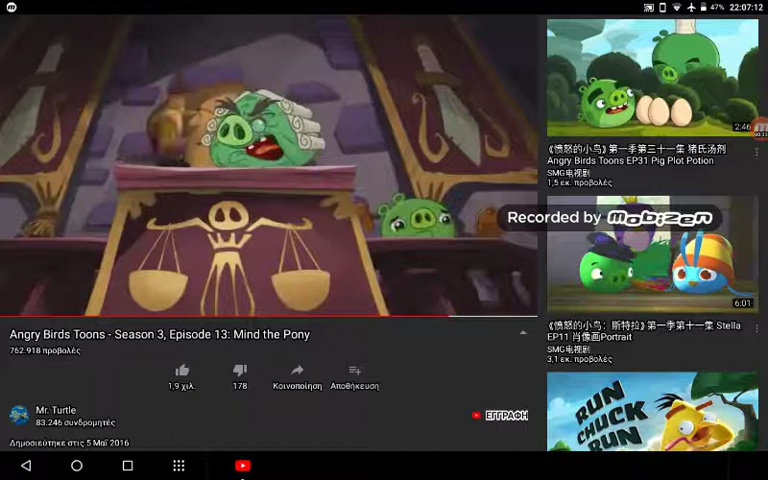 47% 22:07:12
2:46
《愤怒的小鸟》第一季第三十一集 猪氏汤剂
Angry Birds Toons EP31 Pig Plot Potion
SMG电视剧
1,5 εκ. προβολές
Recorded by mobizen
6:01
《愤怒的小鸟：斯特拉》第一季第十一集 Stella
EP11 肖像画Portrait
SMG电视剧
3,1 εκ. προβολές
RUN
CHUCK
RUN
Angry Birds Toons - Season 3, Episode 13: Mind the Pony
762.918 προβολές
1,9 χιλ. 178 Κοινοποίηση Αποθήκευση
Mr. Turtle
83.246 συνδρομητές
ΕΓΓΡΑΦΗ
Δημοσιεύτηκε στις 5 Μαΐ 2016